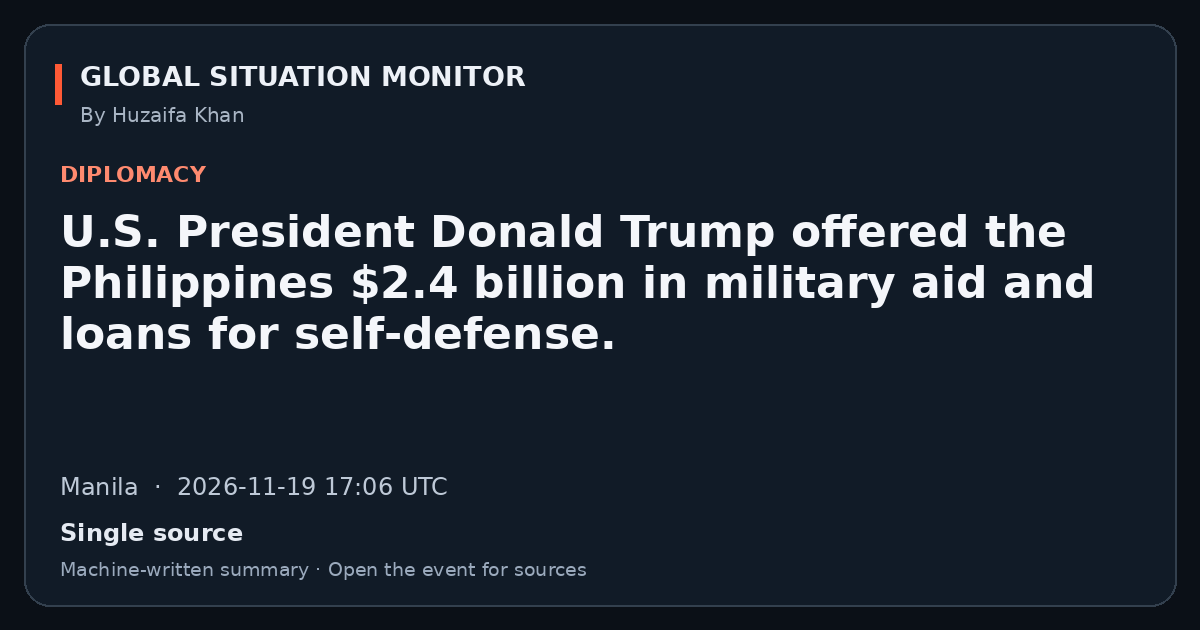 GLOBAL SITUATION MONITOR
By Huzaifa Khan
DIPLOMACY
U.S. President Donald Trump offered the
Philippines $2.4 billion in military aid and
loans for self-defense.
Manila · 2026-11-19 17:06 UTC
Single source
Machine-written summary · Open the event for sources